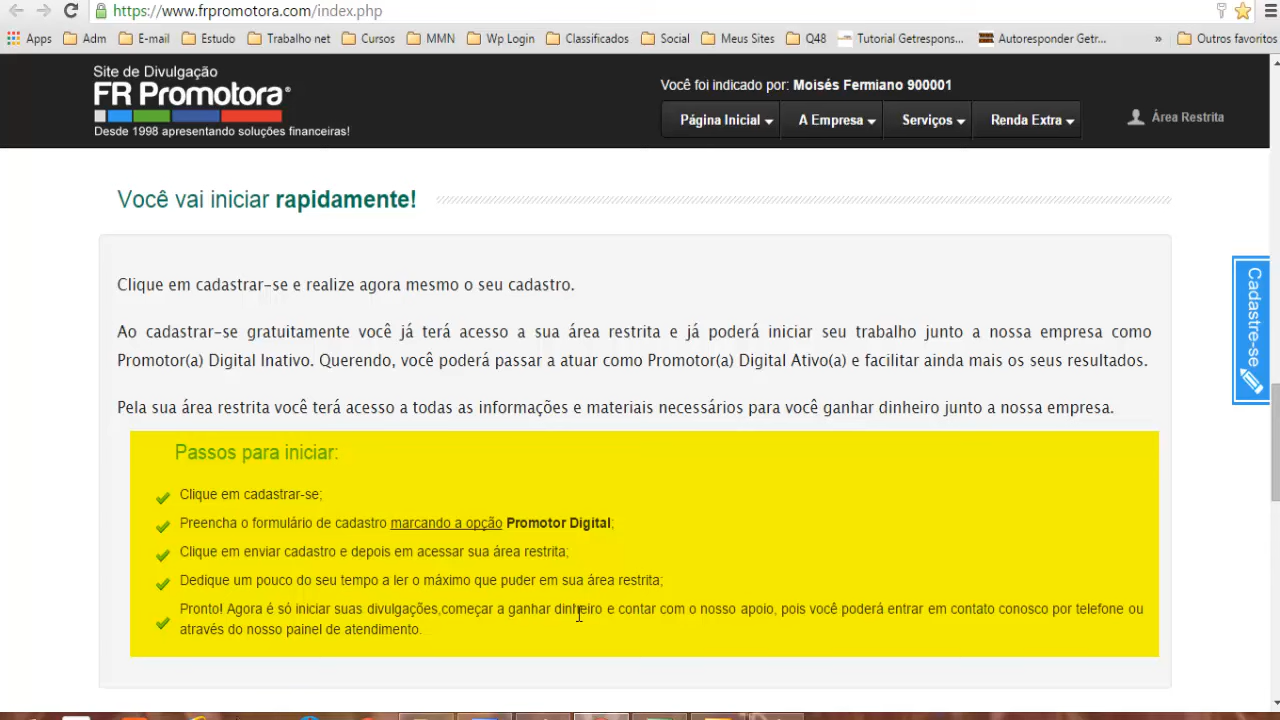 https://www.frpromotora.com/index.php
Apps Adm E-mail Estudo Trabalho net Cursos MMN Wp Login Classificados Social Meus Sites Q48 Tutorial Getrespons... Autoresponder Getr... » Outros favoritos
Site de Divulgação
FR Promotora®
Desde 1998 apresentando soluções financeiras!
Você foi indicado por: Moisés Fermiano 900001
Página Inicial A Empresa Serviços Renda Extra Área Restrita
Você vai iniciar rapidamente!
Clique em cadastrar-se e realize agora mesmo o seu cadastro.
Ao cadastrar-se gratuitamente você já terá acesso a sua área restrita e já poderá iniciar seu trabalho junto a nossa empresa como
Promotor(a) Digital Inativo. Querendo, você poderá passar a atuar como Promotor(a) Digital Ativo(a) e facilitar ainda mais os seus resultados.
Pela sua área restrita você terá acesso a todas as informações e materiais necessários para você ganhar dinheiro junto a nossa empresa.
Passos para iniciar:
Clique em cadastrar-se;
Preencha o formulário de cadastro marcando a opção Promotor Digital;
Clique em enviar cadastro e depois em acessar sua área restrita;
Dedique um pouco do seu tempo a ler o máximo que puder em sua área restrita;
Pronto! Agora é só iniciar suas divulgações,começar a ganhar dinheiro e contar com o nosso apoio, pois você poderá entrar em contato conosco por telefone ou
através do nosso painel de atendimento.
Cadastre-se